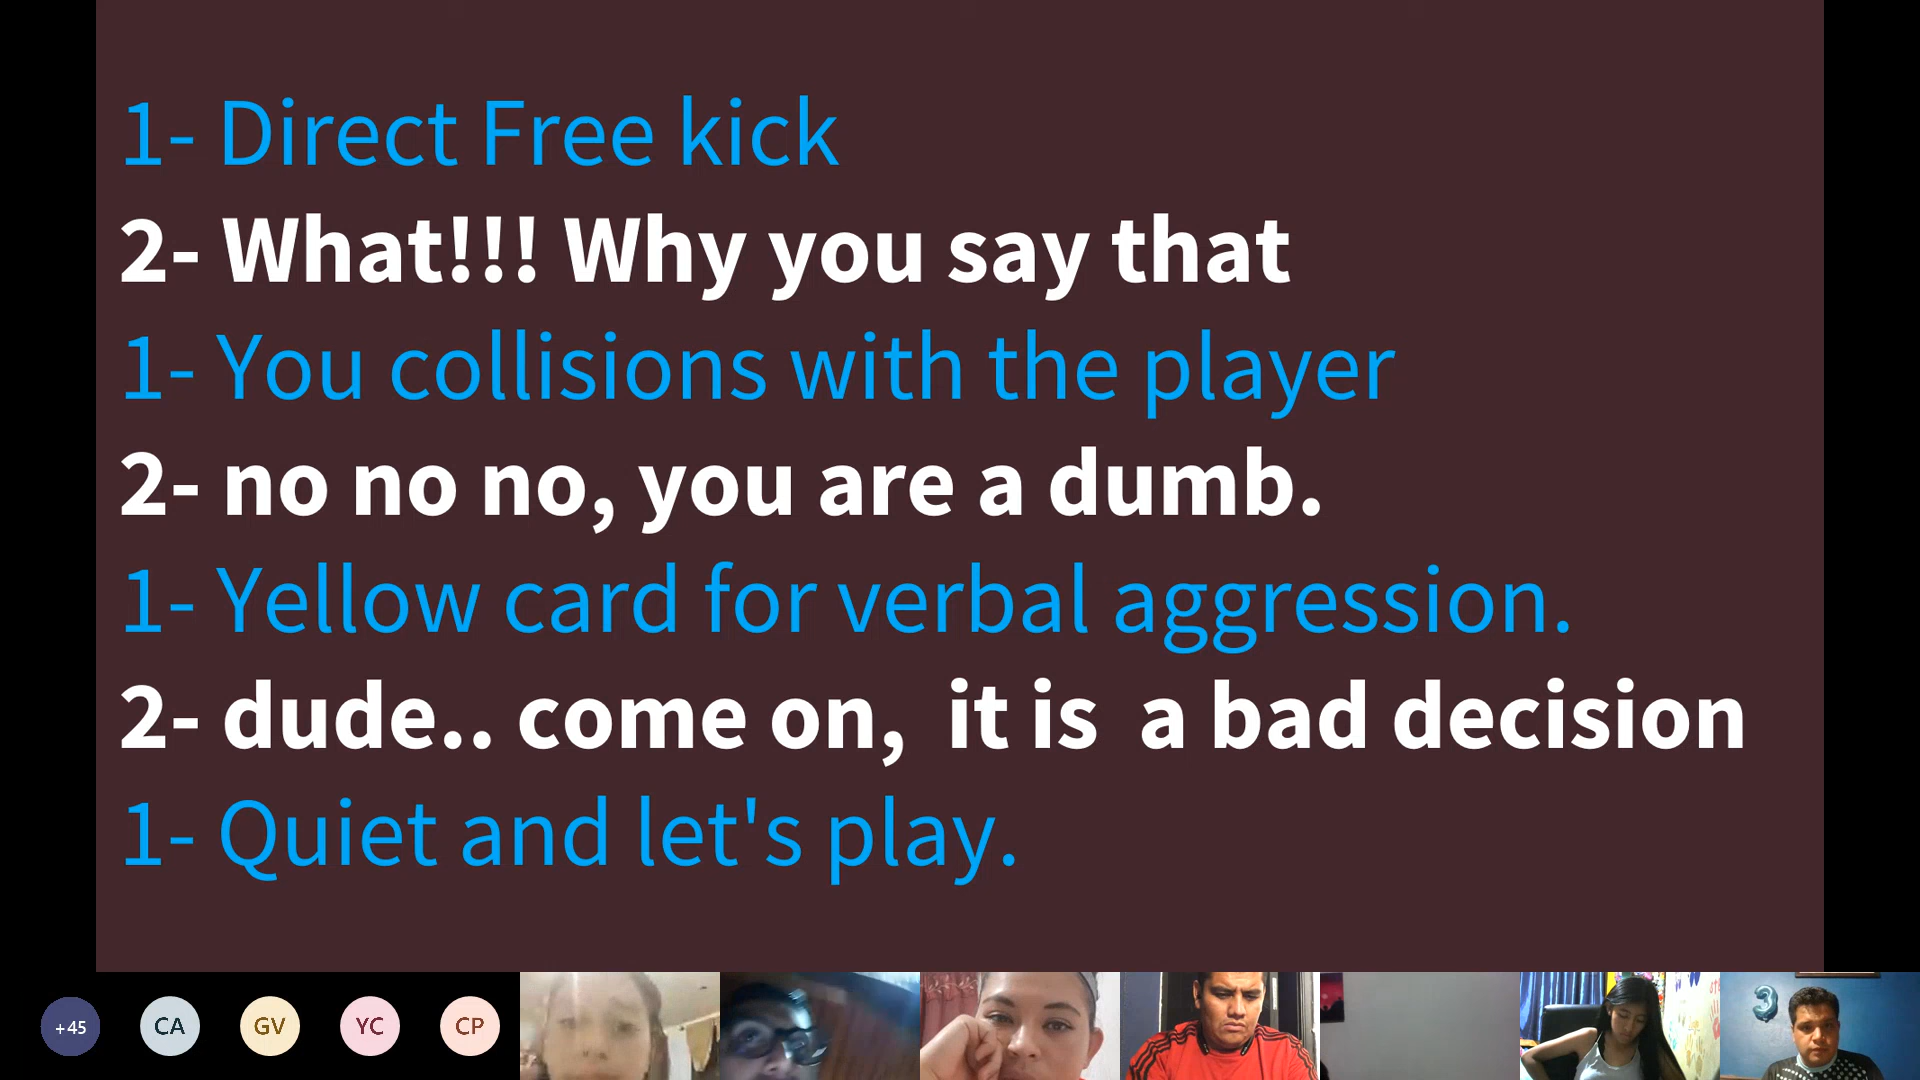 1- Direct Free kick
2- What!!! Why you say that
1- You collisions with the player
2- no no no, you are a dumb.
1- Yellow card for verbal aggression.
2- dude.. come on,  it is  a bad decision
1- Quiet and let's play.
+45 CA GV YC CP
3